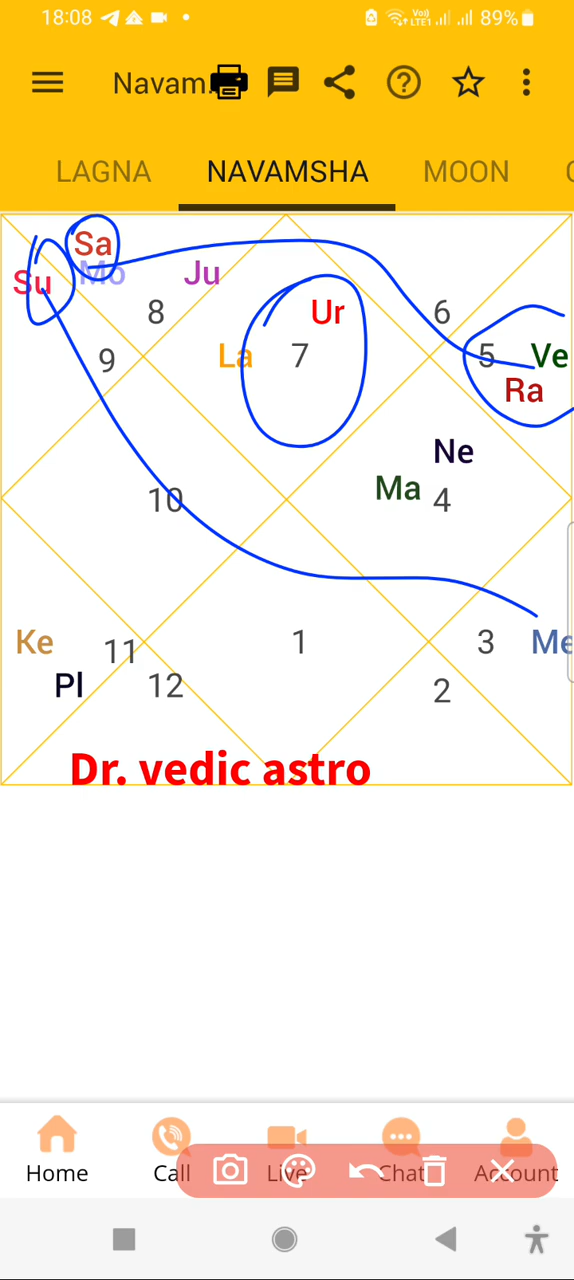 18:08 Vo) LTE1 89%
Navam.
LAGNA NAVAMSHA MOON
Sa
Su Mo Ju
8 Ur 6
9 La 7 5 Ve
Ra
Ne
10 Ma 4
Ke 11 1 3 Me
Pl 12 2
Dr. vedic astro
Home Call Live Chat Account